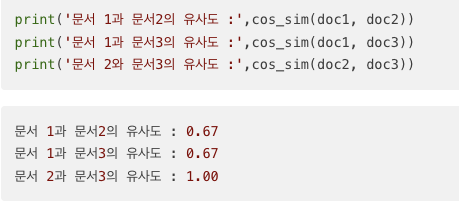 print('문서 1과 문서2의 유사도 :',cos_sim(doc1, doc2))
print('문서 1과 문서3의 유사도 :',cos_sim(doc1, doc3))
print('문서 2와 문서3의 유사도 :',cos_sim(doc2, doc3))
문서 1과 문서2의 유사도 : 0.67
문서 1과 문서3의 유사도 : 0.67
문서 2과 문서3의 유사도 : 1.00